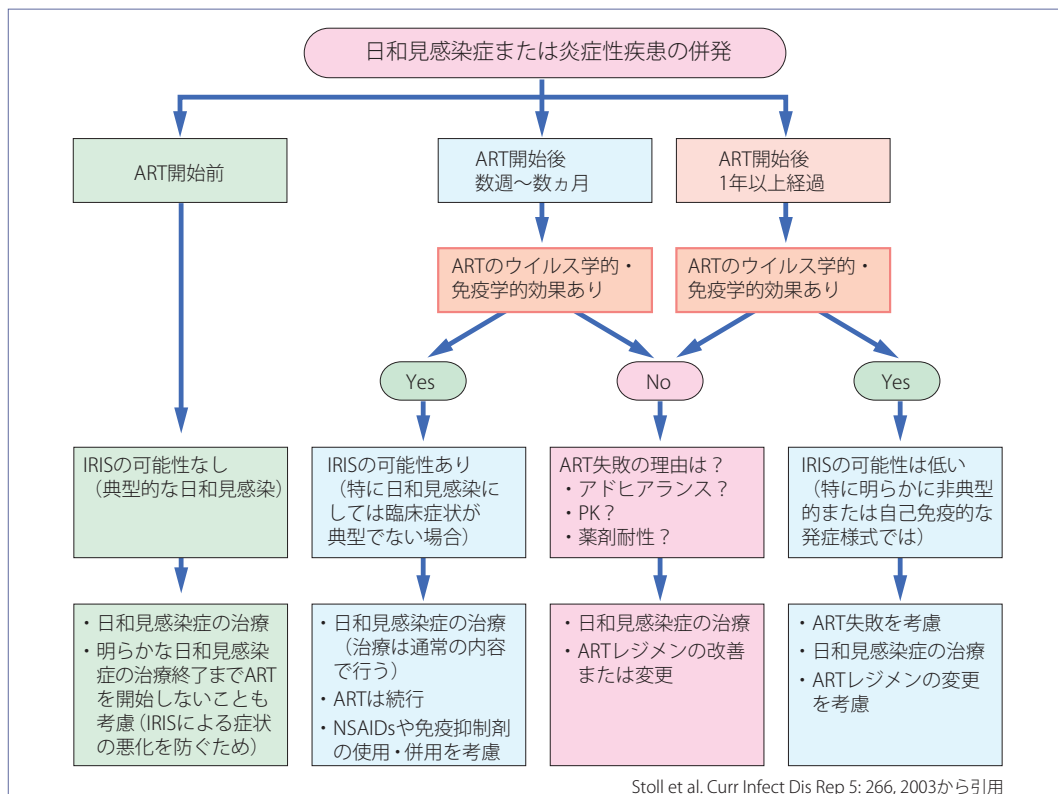 日和見感染症または炎症性疾患の併発
ART開始前
ART開始後
数週～数ヵ月
ART開始後
1年以上経過
ARTのウイルス学的・
免疫学的効果あり
ARTのウイルス学的・
免疫学的効果あり
Yes
No
Yes
IRISの可能性なし
（典型的な日和見感染）
IRISの可能性あり
（特に日和見感染に
しては臨床症状が
典型でない場合）
ART失敗の理由は？
・アドヒアランス？
・PK？
・薬剤耐性？
IRISの可能性は低い
（特に明らかに非典型
的または自己免疫的な
発症様式では）
・日和見感染症の治療
・明らかな日和見感染
症の治療終了までART
を開始しないことも
考慮（IRISによる症状
の悪化を防ぐため）
・日和見感染症の治療
（治療は通常の内容
で行う）
・ARTは続行
・NSAIDsや免疫抑制剤
の使用・併用を考慮
・日和見感染症の治療
・ARTレジメンの改善
または変更
・ART失敗を考慮
・日和見感染症の治療
・ARTレジメンの変更
を考慮
Stoll et al. Curr Infect Dis Rep 5: 266, 2003から引用